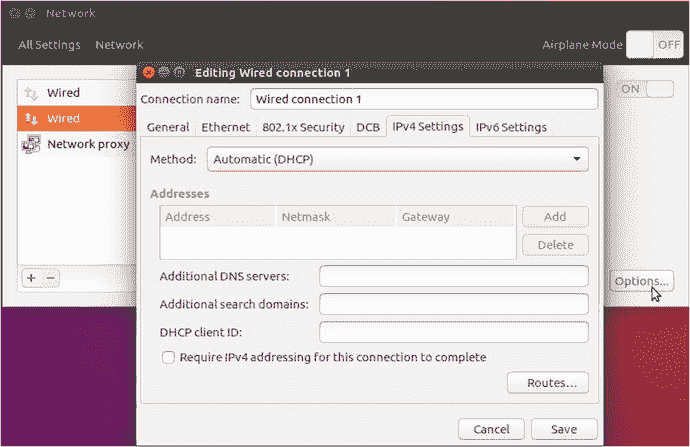 Network
All Settings Network Airplane Mode OFF
Editing Wired connection 1
Wired ON
Connection name: Wired connection 1
Wired
General Ethernet 802.1x Security DCB IPv4 Settings IPv6 Settings
Network proxy
Method: Automatic (DHCP)
Addresses
Address Netmask Gateway Add
Delete
Additional DNS servers:
Options...
Additional search domains:
DHCP client ID:
Require IPv4 addressing for this connection to complete
Routes...
Cancel Save